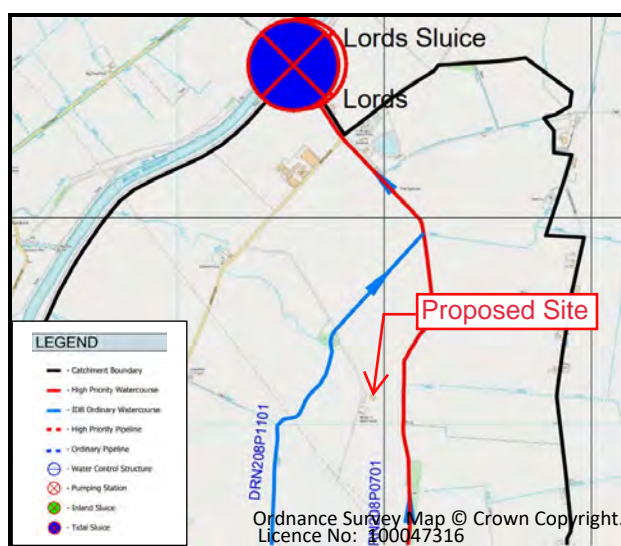 Lords Sluice
Lords
Proposed Site
LEGEND
- Catchment Boundary
- High Priority Watercourse
- IDB Ordinary Watercourse
- High Priority Pipeline
- Ordinary Pipeline
- Water Control Structure
- Pumping Station
- Inland Sluice
- Tidal Sluice
DRN208P1101
DRN208P0701
Ordnance Survey Map © Crown Copyright.
Licence No: 100047316